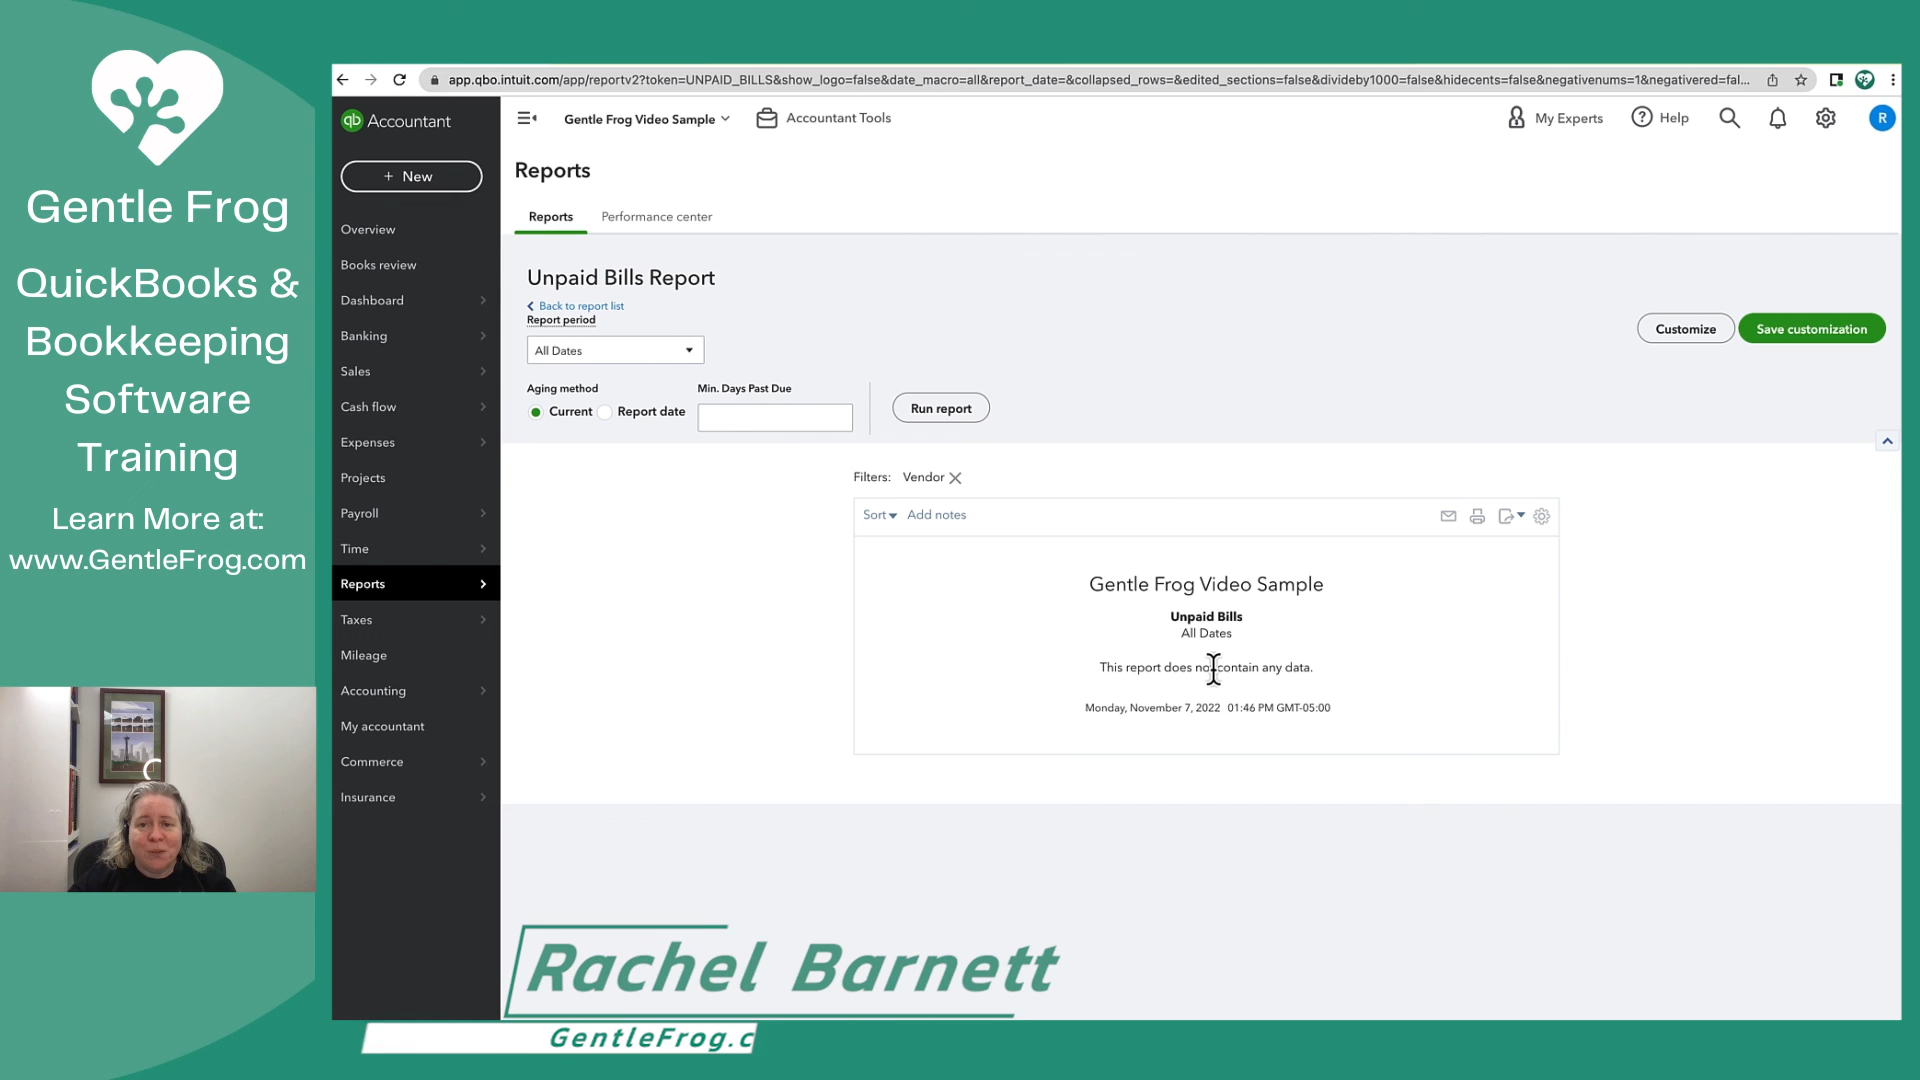 Gentle Frog
QuickBooks &
Bookkeeping
Software
Training
Learn More at:
www.GentleFrog.com
app.qbo.intuit.com/app/reportv2?token=UNPAID_BILLS&show_logo=false&date_macro=all&report_date=&collapsed_rows=&edited_sections=false&divideby1000=false&hidecents=false&negativenums=1&negativered=fal...
qb Accountant
+ New
Overview
Books review
Dashboard
Banking
Sales
Cash flow
Expenses
Projects
Payroll
Time
Reports
Taxes
Mileage
Accounting
My accountant
Commerce
Insurance
Gentle Frog Video Sample
Accountant Tools
My Experts
Help
R
Reports
Reports
Performance center
Unpaid Bills Report
Back to report list
Report period
All Dates
Customize
Save customization
Aging method
Min. Days Past Due
Current
Report date
Run report
Filters: Vendor
Sort
Add notes
Gentle Frog Video Sample
Unpaid Bills
All Dates
This report does not contain any data.
Monday, November 7, 2022 01:46 PM GMT-05:00
Rachel Barnett
GentleFrog.c